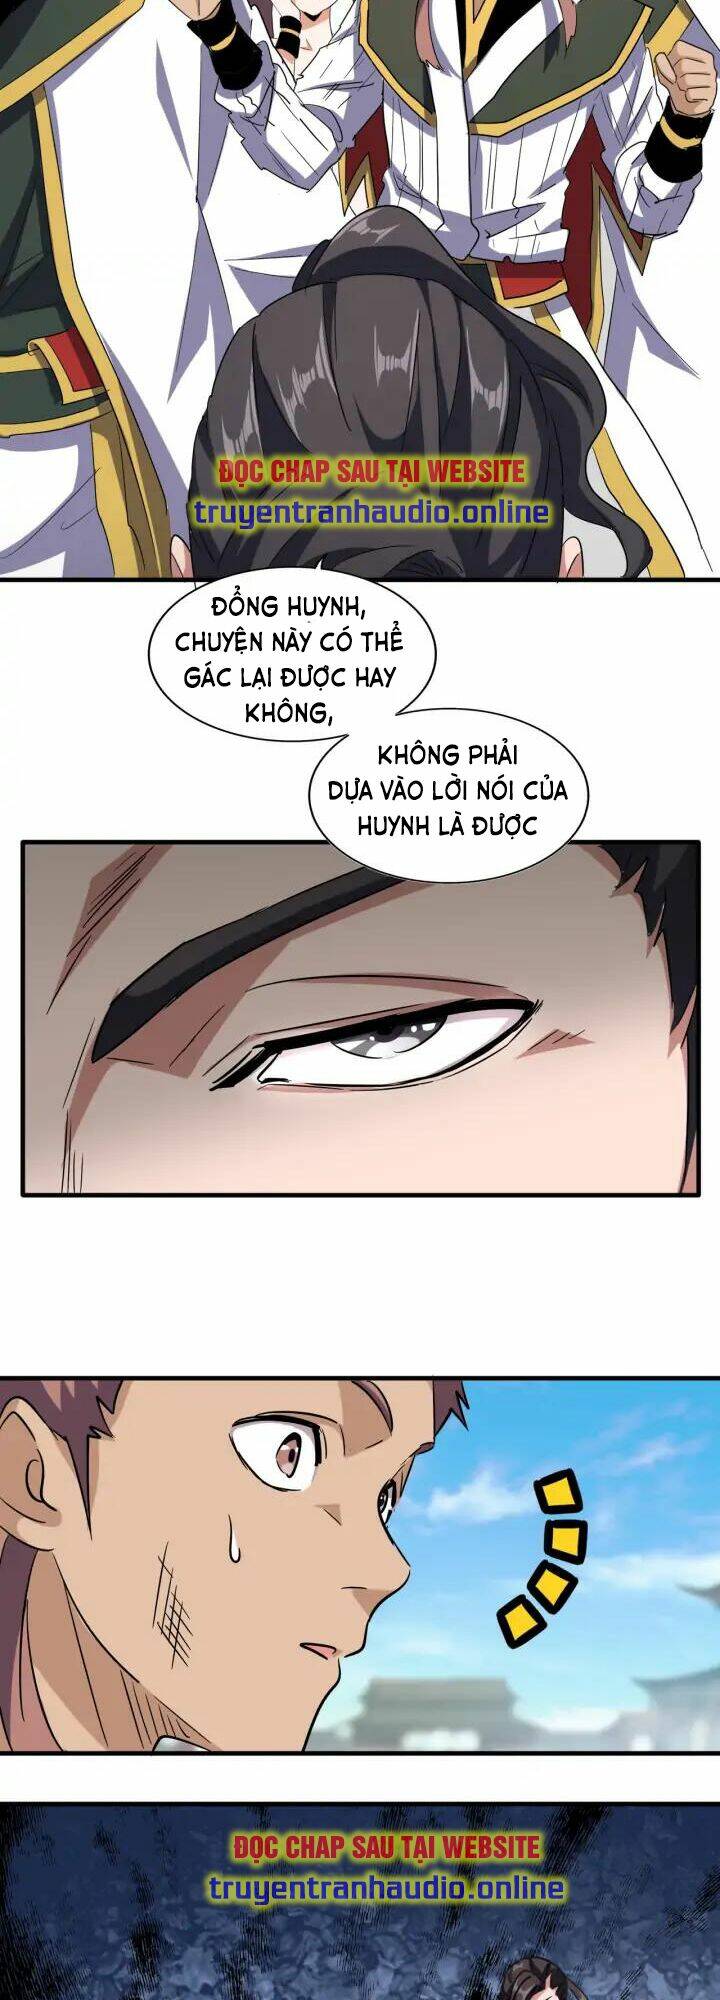 ĐỌC CHAP SAU TẠI WEBSITE
truyentranhaudio.online
ĐỔNG HUYNH,
CHUYỆN NÀY CÓ THỂ
GÁC LẠI ĐƯỢC HAY
KHÔNG,
KHÔNG PHẢI
DỰA VÀO LỜI NÓI CỦA
HUYNH LÀ ĐƯỢC
ĐỌC CHAP SAU TẠI WEBSITE
truyentranhaudio.online